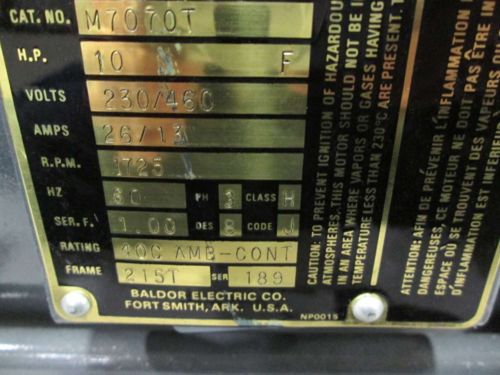 CAT. NO. M7070T
H.P. 10 F
VOLTS 230/460
AMPS 26/13
R.P.M. 1725
HZ 60 PH CLASS H
SER. F. 1.00 DES CODE J
RATING 40C AMB-CONT
FRAME 215T SER 189
BALDOR ELECTRIC CO.
FORT SMITH, ARK. U.S.A.
NP0015
CAUTION: TO PREVENT IGNITION OF HAZARDOU
ATMOSPHERES, THIS MOTOR SHOULD NOT BE IN
IN AN AREA WHERE VAPORS OR GASES HAVING
TEMPERATURE LESS THAN 230°C ARE PRESENT.
ATTENTION: AFIN DE PRÉVENIR L'INFLAMMATION
DANGEREUSES, CE MOTEUR NE DOIT PAS ÊTRE IN
ESPACE OÙ SE TROUVENT DES VAPEURS O
D'INFLAMMATION EST INFÉRIEU